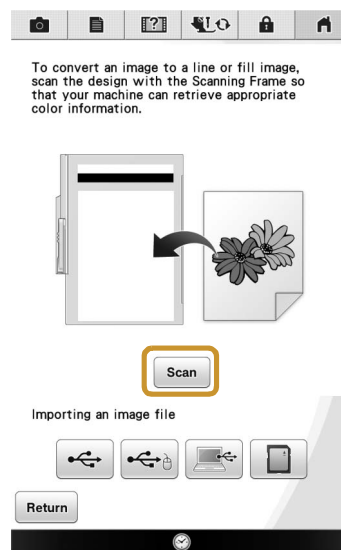 To convert an image to a line or fill image,
scan the design with the Scanning Frame so
that your machine can retrieve appropriate
color information.
Scan
Importing an image file
Return